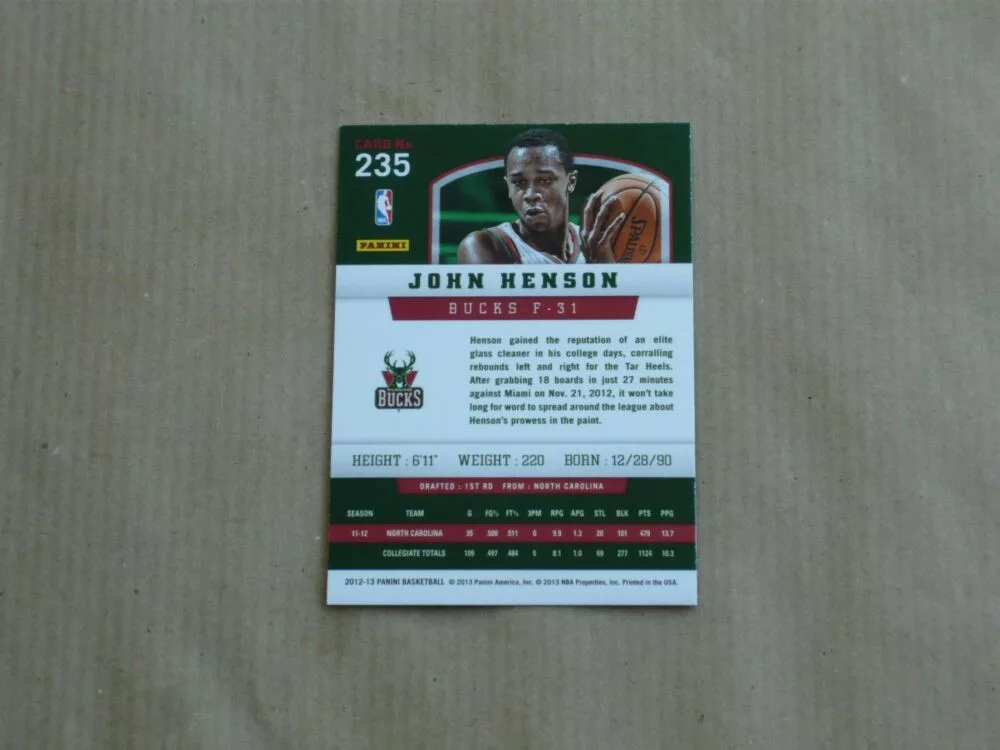 CARD No
235
NBA
PANINI
SPALDING
JOHN HENSON
BUCKS F · 31
Henson gained the reputation of an elite
glass cleaner in his college days, corralling
rebounds left and right for the Tar Heels.
After grabbing 18 boards in just 27 minutes
against Miami on Nov. 21, 2012, it won't take
long for word to spread around the league about
Henson's prowess in the paint.
BUCKS
HEIGHT : 6'11" WEIGHT : 220 BORN : 12/28/90
DRAFTED : 1ST RD FROM : NORTH CAROLINA
SEASON TEAM G FG% FT% 3PM RPG APG STL BLK PTS PPG
11-12 NORTH CAROLINA 35 .500 .511 0 9.9 1.3 20 101 479 13.7
COLLEGIATE TOTALS 109 .497 .484 5 8.1 1.0 69 277 1124 10.3
2012-13 PANINI BASKETBALL © 2013 Panini America, Inc. © 2013 NBA Properties, Inc. Printed in the USA.